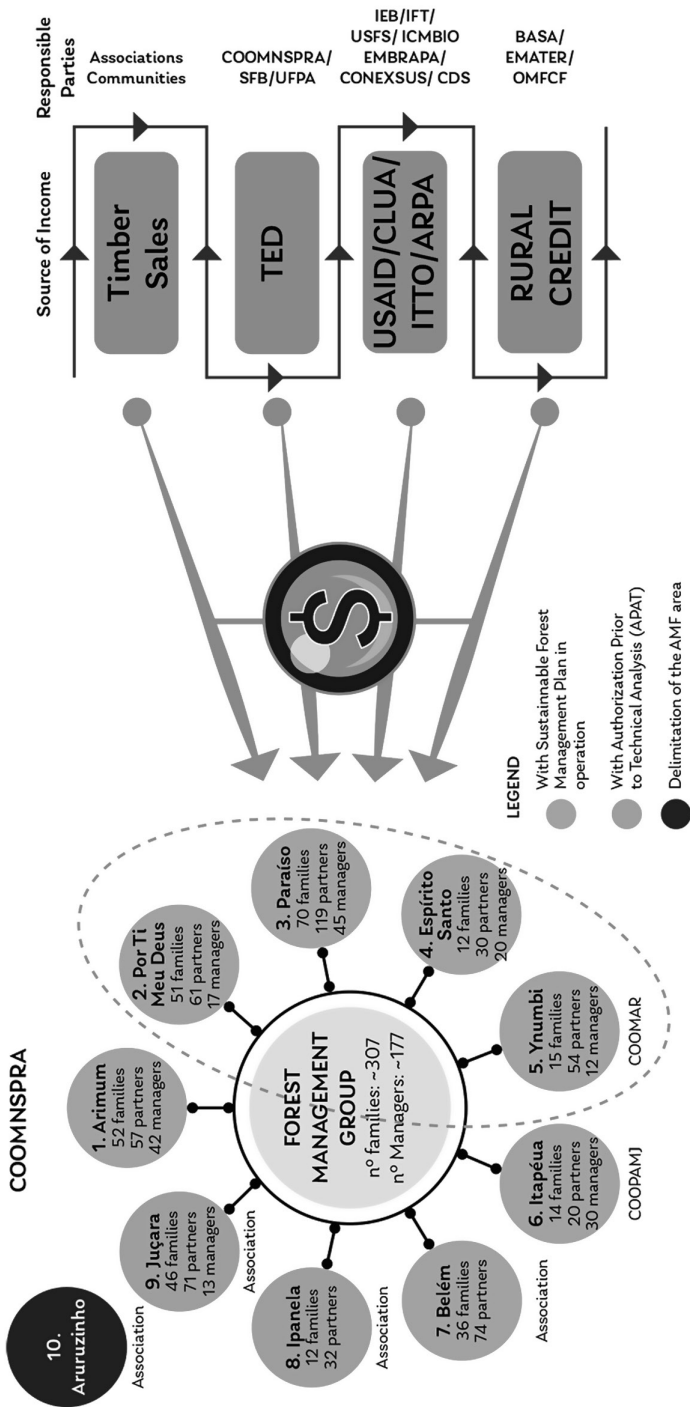 COOMNSPRA
10.
Aruruzinho
Association
1. Arimum
52 families
57 partners
42 managers
2. Por Ti
Meu Deus
51 families
61 partners
17 managers
3. Paraíso
70 families
119 partners
45 managers
4. Espírito
Santo
12 families
30 partners
20 managers
5. Ynumbi
15 families
54 partners
12 managers
COOMAR
6. Itapéua
14 families
20 partners
30 managers
COOPAMJ
7. Belém
36 families
74 partners
Association
8. Ipanela
12 families
32 partners
Association
9. Juçara
46 families
71 partners
13 managers
Association
FOREST
MANAGEMENT
GROUP
nº families: ~307
nº Managers: ~177
$
LEGEND
With Sustainnable Forest
Management Plan in
operation
With Authorization Prior
to Technical Analysis (APAT)
Delimitation of the AMF area
Source of Income
Responsible
Parties
Timber
Sales
Associations
Communities
TED
COOMNSPRA/
SFB/UFPA
USAID/CLUA/
ITTO/ARPA
IEB/IFT/
USFS/ ICMBIO
EMBRAPA/
CONEXSUS/ CDS
RURAL
CREDIT
BASA/
EMATER/
OMFCF